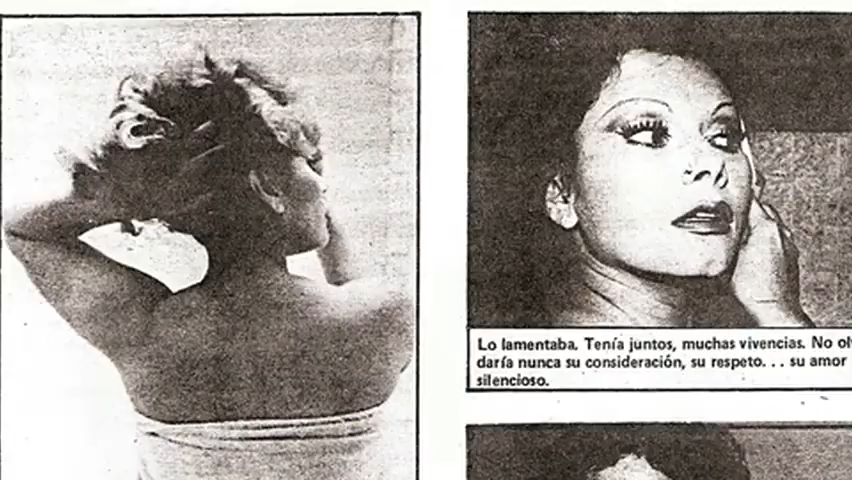 Lo lamentaba. Tenía juntos, muchas vivencias. No ol
daría nunca su consideración, su respeto. . . su amor
silencioso.